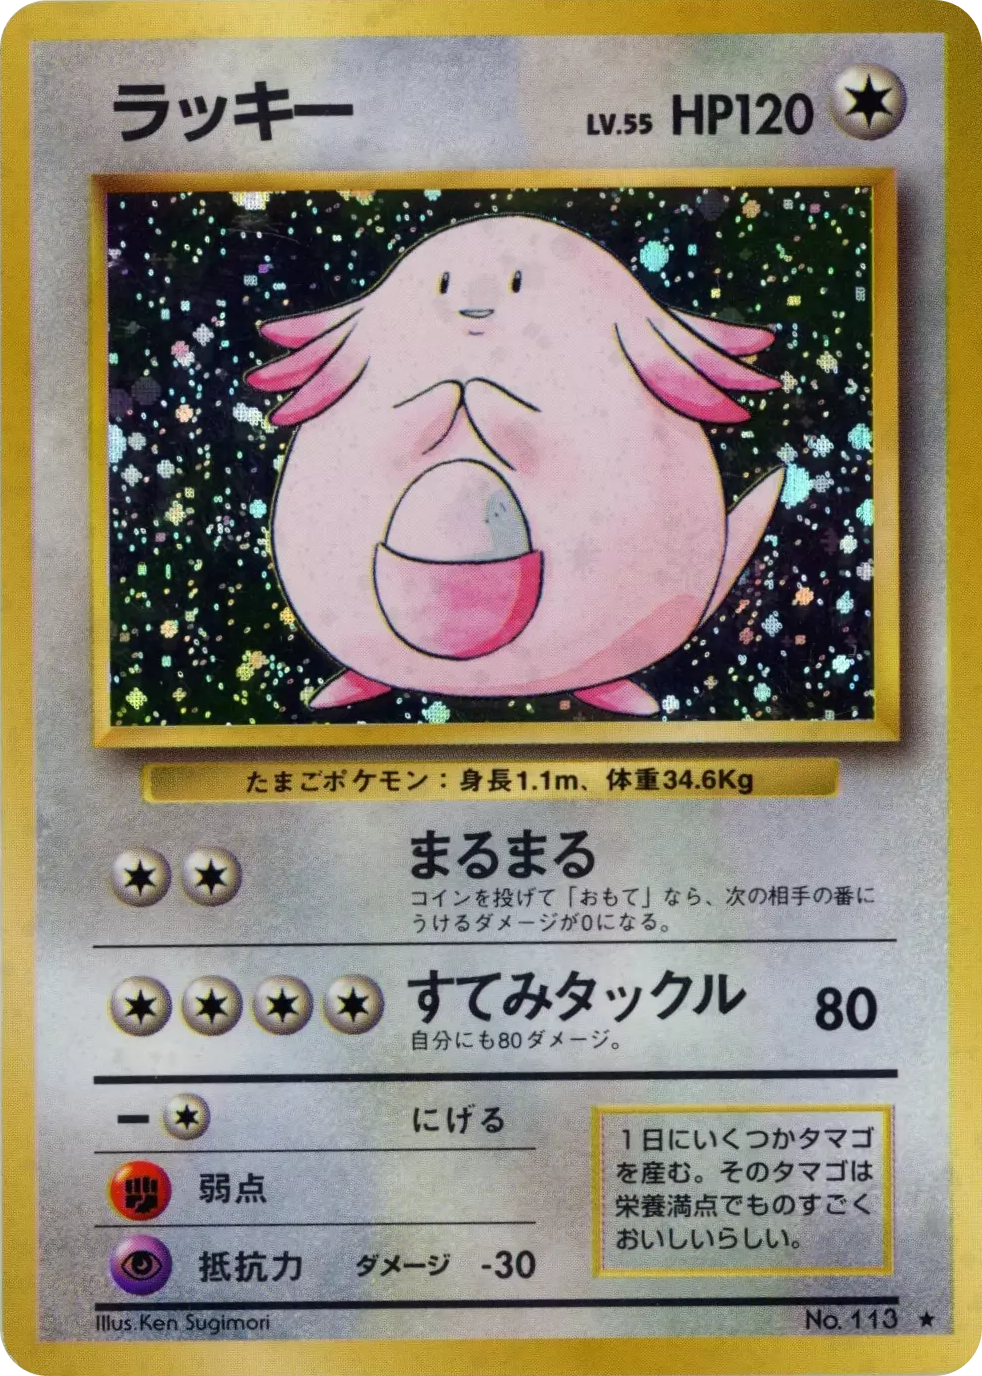 ラッキー
LV.55 HP120
たまごポケモン：身長1.1m、体重34.6Kg
まるまる
コインを投げて「おもて」なら、次の相手の番に
うけるダメージが0になる。
すてみタックル 80
自分にも80ダメージ。
ー にげる
弱点
抵抗力 ダメージ -30
1日にいくつかタマゴ
を産む。そのタマゴは
栄養満点でものすごく
おいしいらしい。
Illus.Ken Sugimori
No. 113 ★